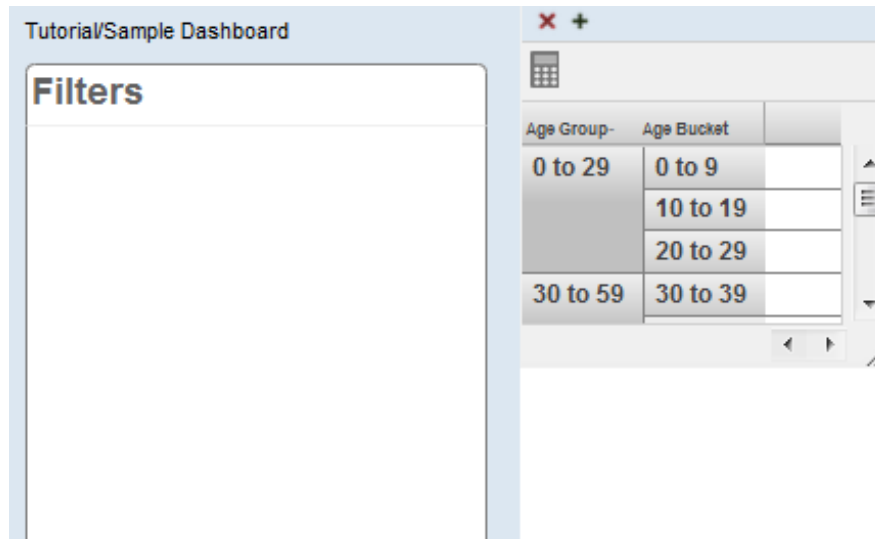 Tutorial/Sample Dashboard
Filters
Age Group- Age Bucket
0 to 29 0 to 9
10 to 19
20 to 29
30 to 59 30 to 39